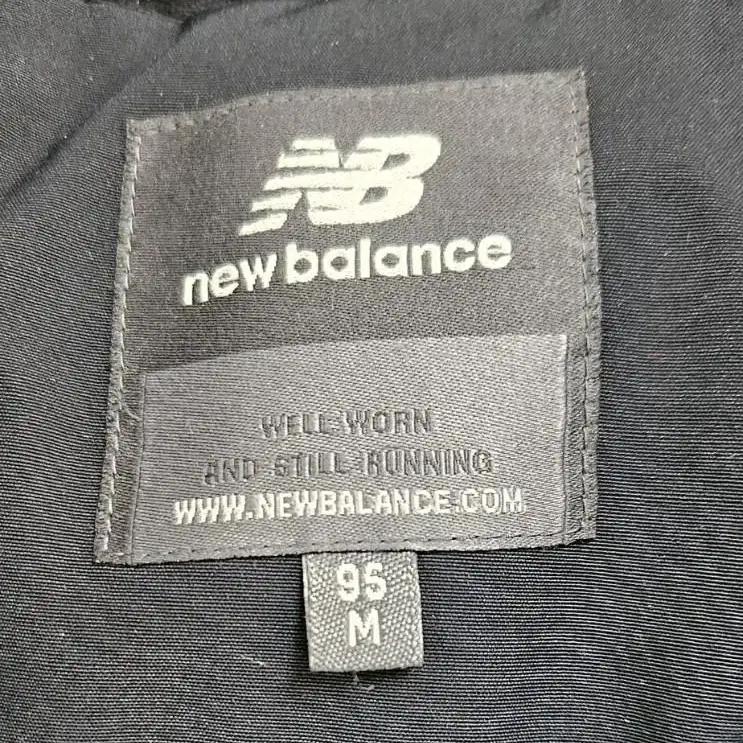 NB
new balance
WELL-WORN
AND STILL RUNNING
WWW.NEWBALANCE.COM
95
M